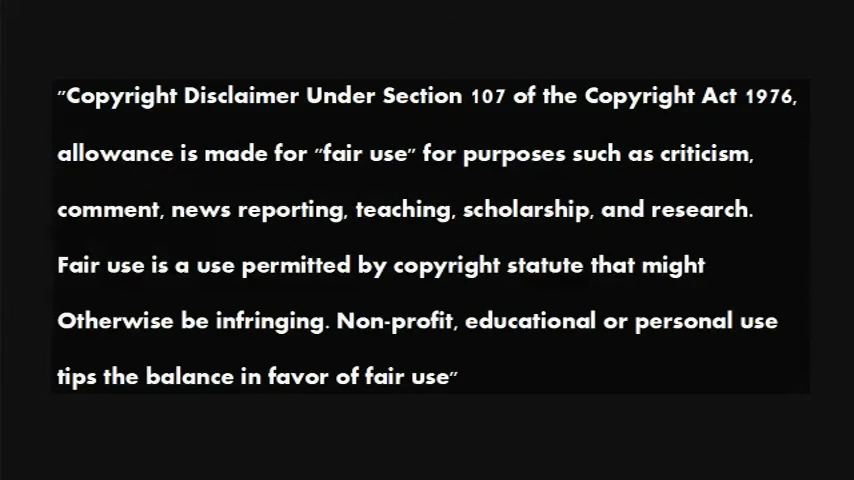 "Copyright Disclaimer Under Section 107 of the Copyright Act 1976,
allowance is made for "fair use" for purposes such as criticism,
comment, news reporting, teaching, scholarship, and research.
Fair use is a use permitted by copyright statute that might
Otherwise be infringing. Non-profit, educational or personal use
tips the balance in favor of fair use"